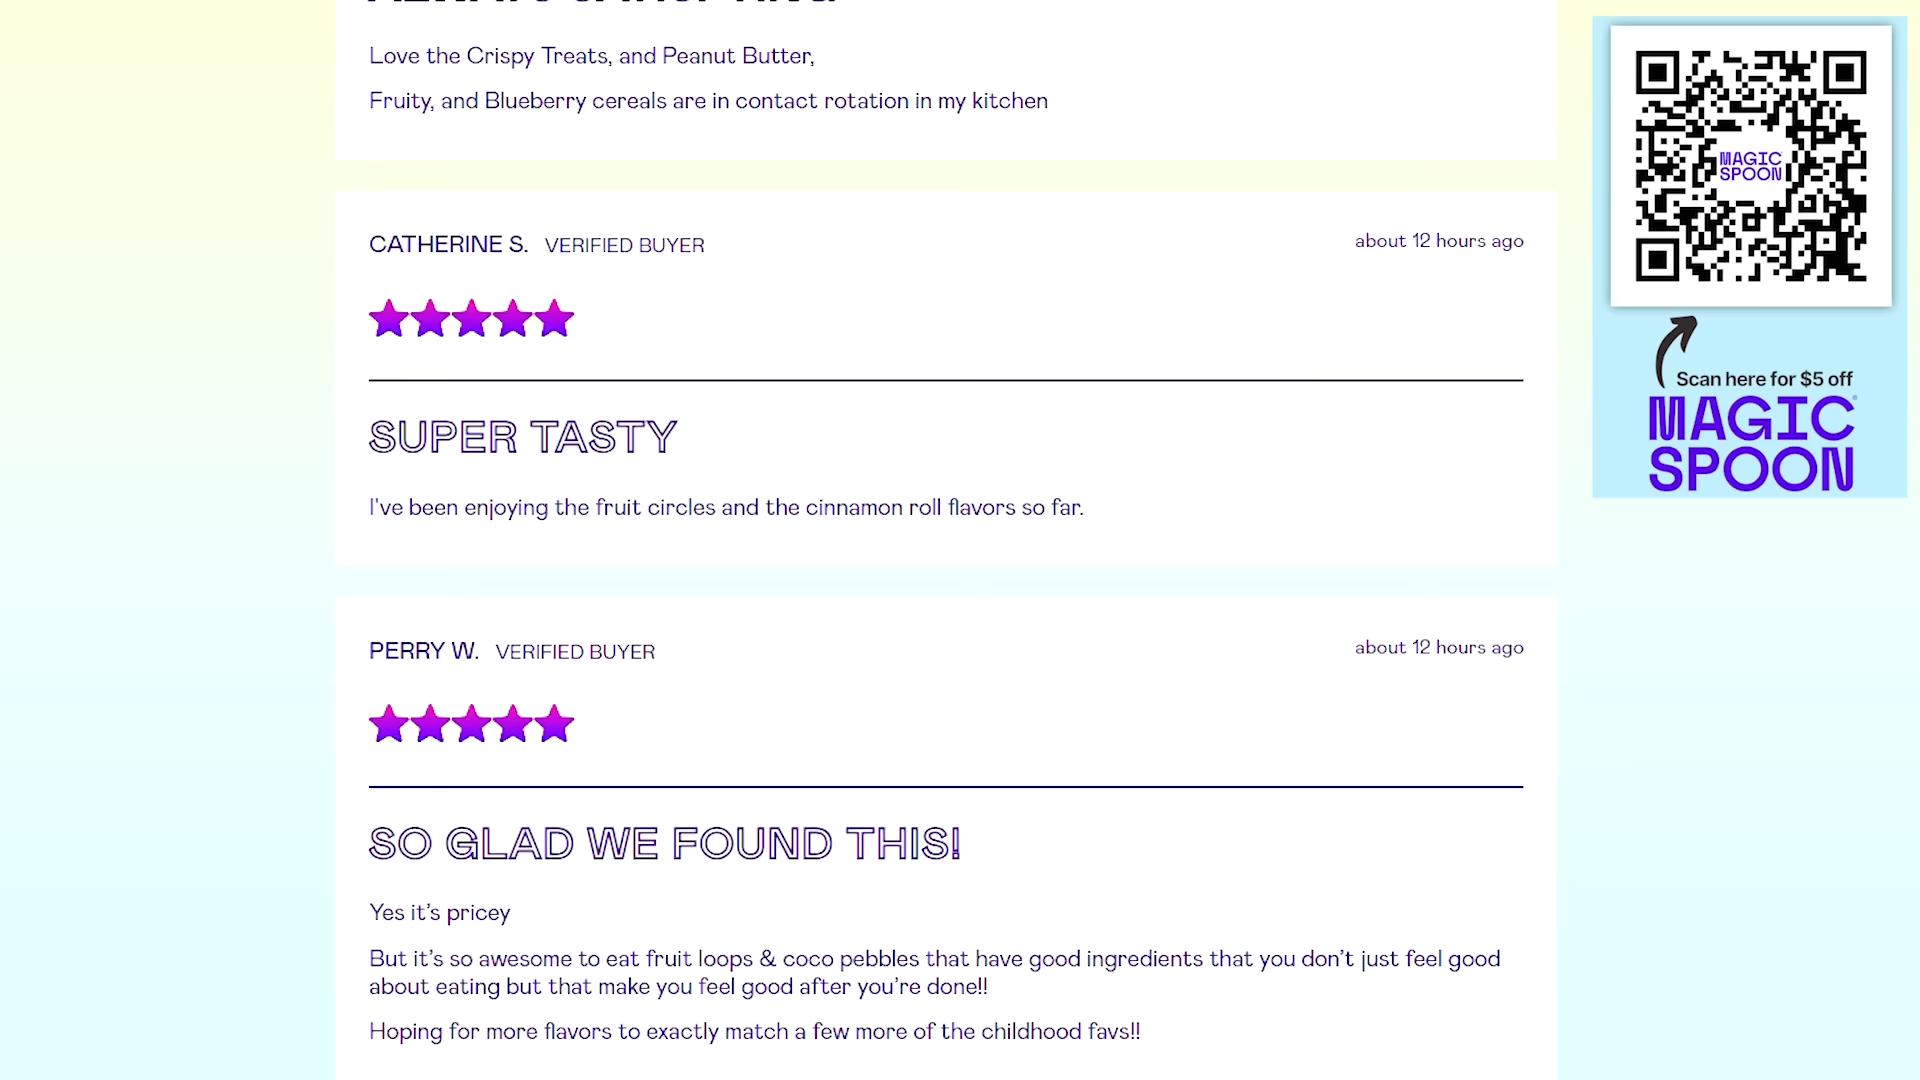 Love the Crispy Treats, and Peanut Butter,
Fruity, and Blueberry cereals are in contact rotation in my kitchen
CATHERINE S. VERIFIED BUYER
about 12 hours ago
SUPER TASTY
I've been enjoying the fruit circles and the cinnamon roll flavors so far.
PERRY W. VERIFIED BUYER
about 12 hours ago
SO GLAD WE FOUND THIS!
Yes it’s pricey
But it’s so awesome to eat fruit loops & coco pebbles that have good ingredients that you don’t just feel good
about eating but that make you feel good after you’re done!!
Hoping for more flavors to exactly match a few more of the childhood favs!!
MAGIC
SPOON
Scan here for $5 off
MAGIC
SPOON